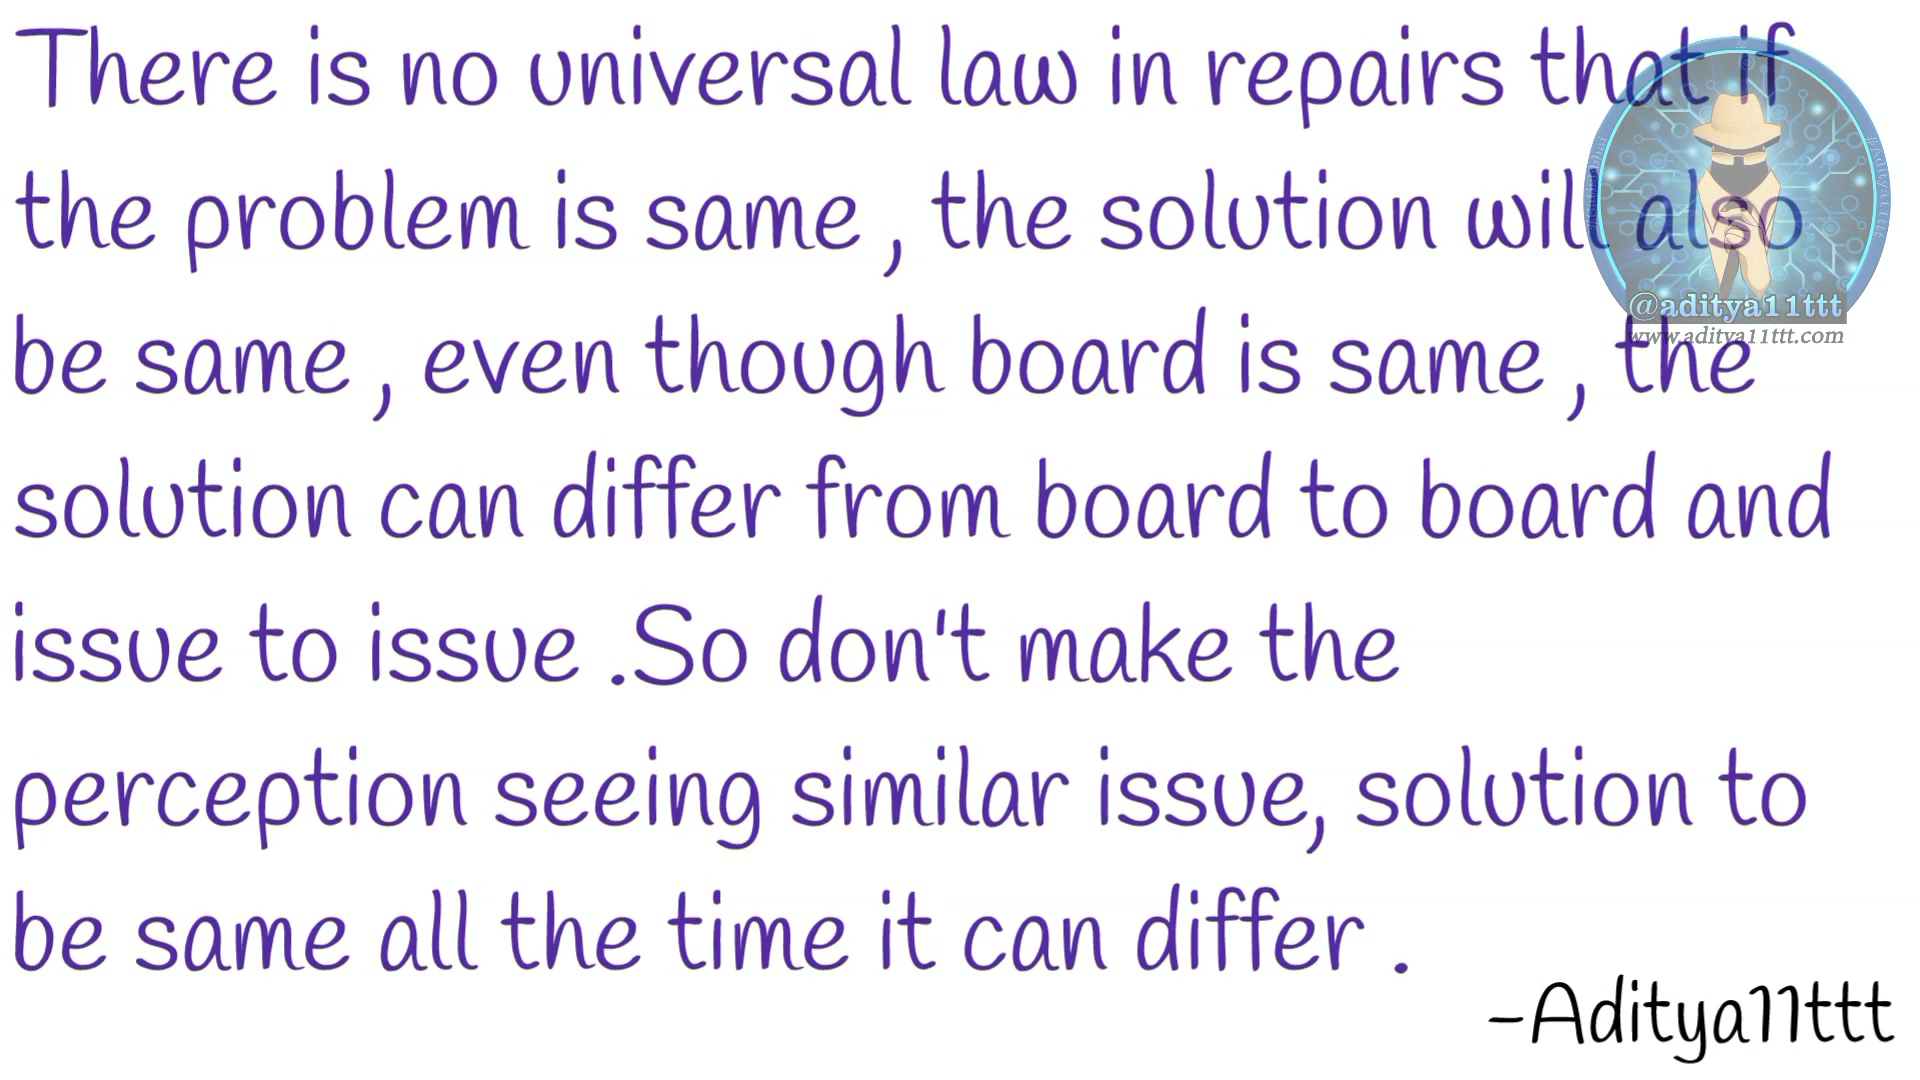 There is no universal law in repairs that if
the problem is same , the solution will also
be same , even though board is same , the
solution can differ from board to board and
issue to issue .So don't make the
perception seeing similar issue, solution to
be same all the time it can differ .
-Aditya11ttt
@aditya11ttt
www.aditya11ttt.com